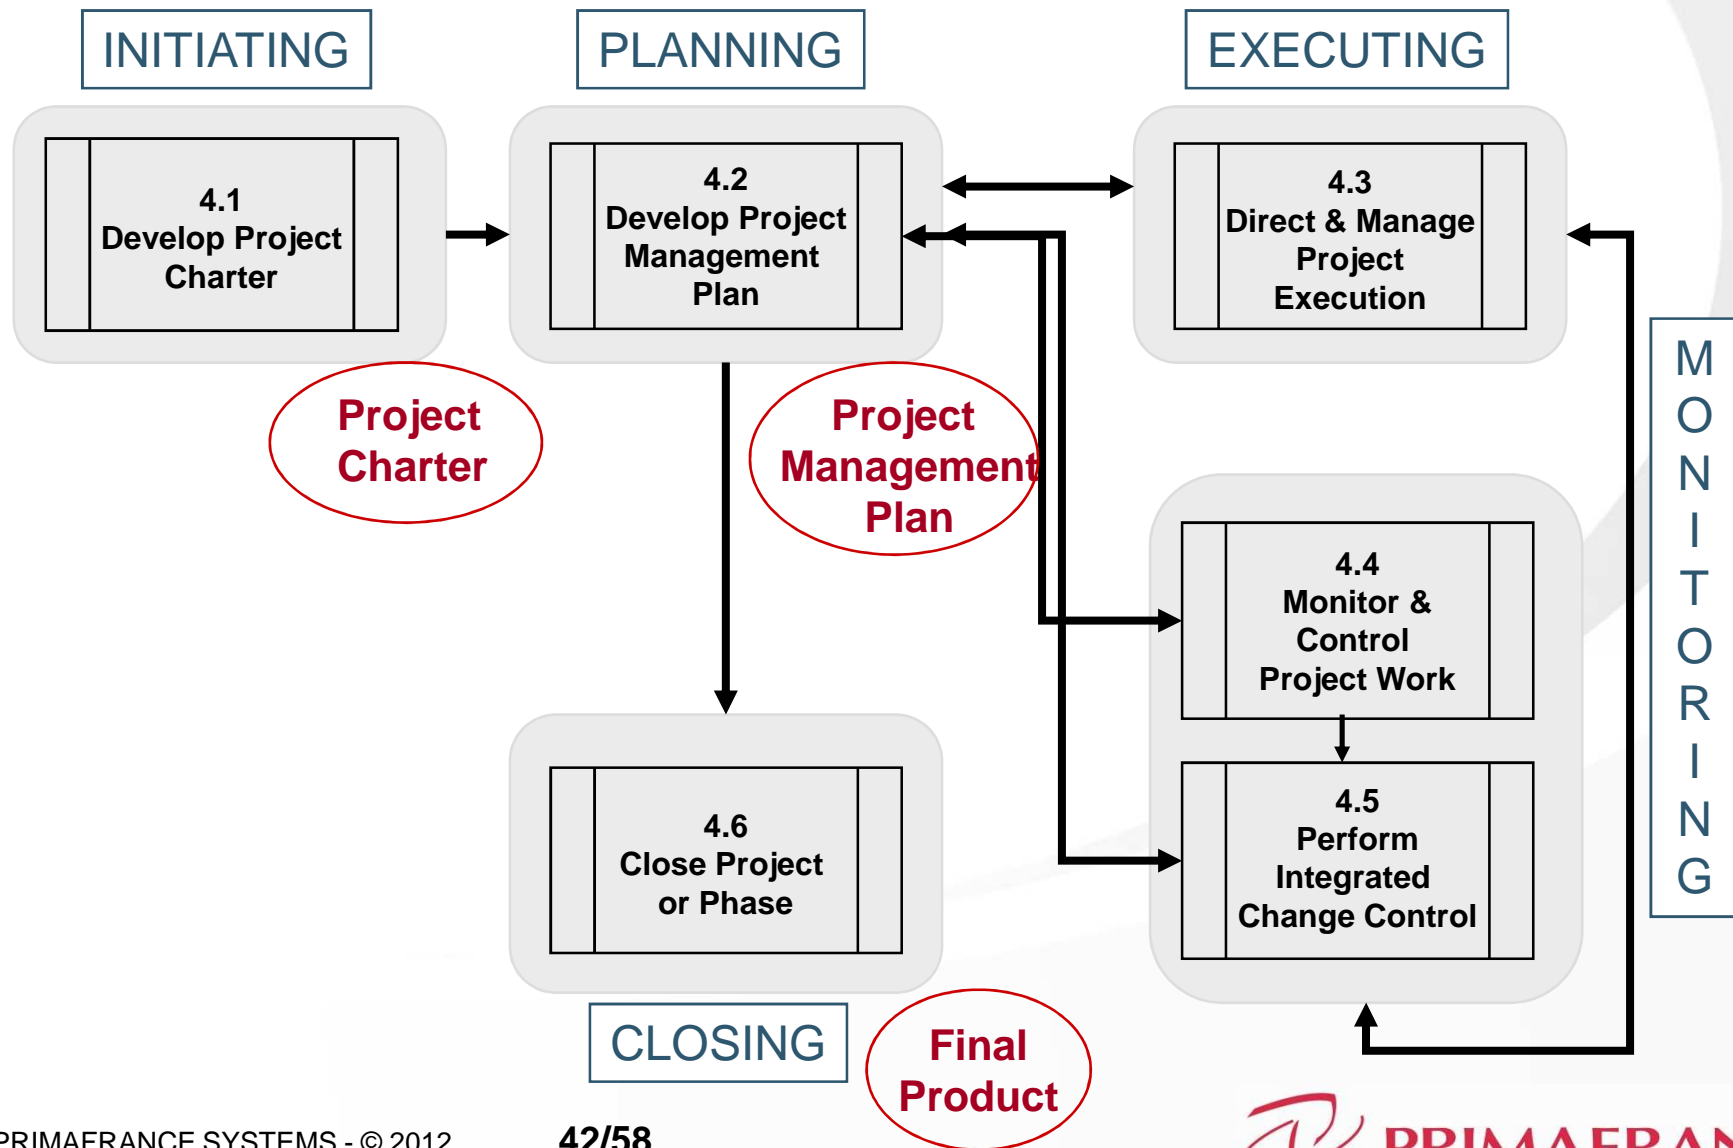 INITIATING
PLANNING
EXECUTING
4.1
Develop Project
Charter
4.2
Develop Project
Management
Plan
4.3
Direct & Manage
Project
Execution
Project
Charter
Project
Management
Plan
M
O
N
I
T
O
R
I
N
G
4.4
Monitor &
Control
Project Work
4.5
Perform
Integrated
Change Control
4.6
Close Project
or Phase
CLOSING
Final
Product
PRIMAFRANCE SYSTEMS - © 2012
42/58
PRIMAFRAN